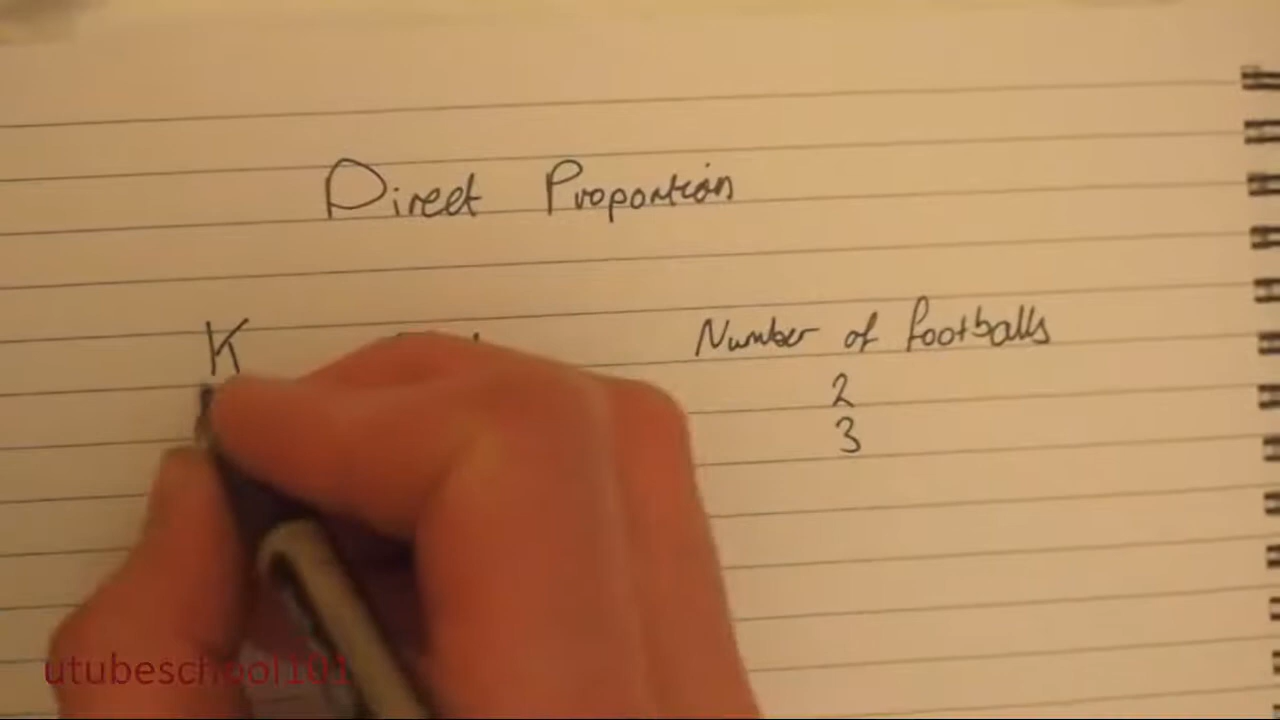 Direct Proportion
K Number of footballs
2
3
utubeschool101